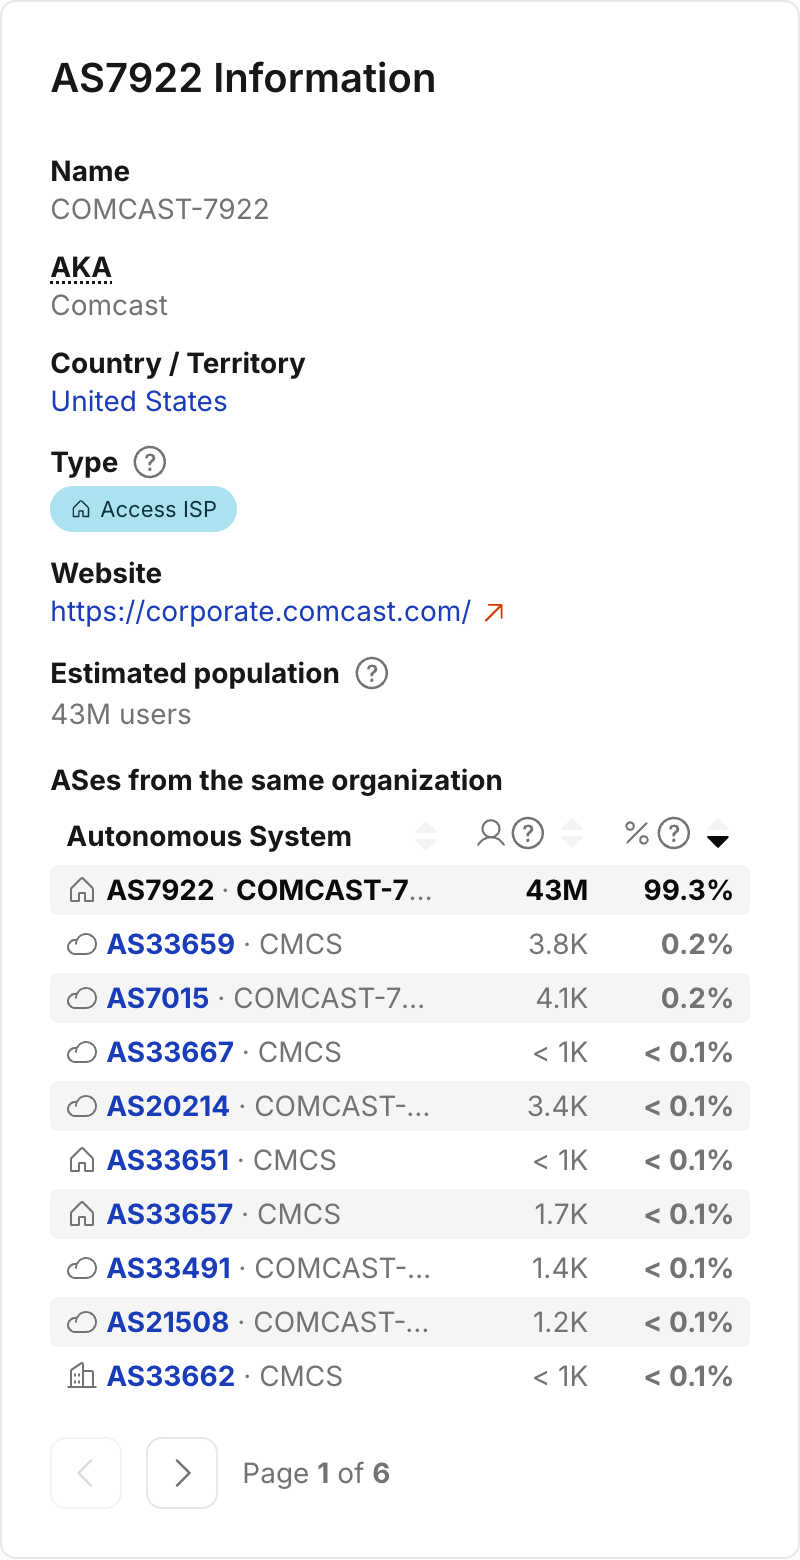 AS7922 Information
Name
COMCAST-7922
AKA
Comcast
Country / Territory
United States
Type ?
Access ISP
Website
https://corporate.comcast.com/
Estimated population ?
43M users
ASes from the same organization
Autonomous System ? % ?
AS7922 · COMCAST-7... 43M 99.3%
AS33659 · CMCS 3.8K 0.2%
AS7015 · COMCAST-7... 4.1K 0.2%
AS33667 · CMCS < 1K < 0.1%
AS20214 · COMCAST-... 3.4K < 0.1%
AS33651 · CMCS < 1K < 0.1%
AS33657 · CMCS 1.7K < 0.1%
AS33491 · COMCAST-... 1.4K < 0.1%
AS21508 · COMCAST-... 1.2K < 0.1%
AS33662 · CMCS < 1K < 0.1%
Page 1 of 6